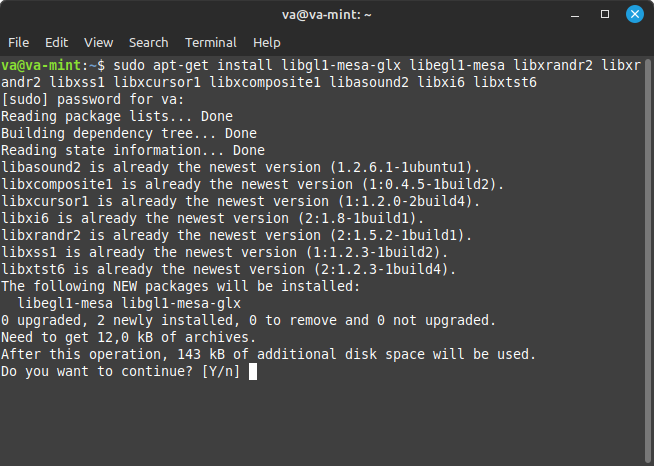 va@va-mint: ~
File Edit View Search Terminal Help
va@va-mint:~$ sudo apt-get install libgl1-mesa-glx libegl1-mesa libxrandr2 libxr
andr2 libxss1 libxcursor1 libxcomposite1 libasound2 libxi6 libxtst6
[sudo] password for va:
Reading package lists... Done
Building dependency tree... Done
Reading state information... Done
libasound2 is already the newest version (1.2.6.1-1ubuntu1).
libxcomposite1 is already the newest version (1:0.4.5-1build2).
libxcursor1 is already the newest version (1:1.2.0-2build4).
libxi6 is already the newest version (2:1.8-1build1).
libxrandr2 is already the newest version (2:1.5.2-1build1).
libxss1 is already the newest version (1:1.2.3-1build2).
libxtst6 is already the newest version (2:1.2.3-1build4).
The following NEW packages will be installed:
  libegl1-mesa libgl1-mesa-glx
0 upgraded, 2 newly installed, 0 to remove and 0 not upgraded.
Need to get 12,0 kB of archives.
After this operation, 143 kB of additional disk space will be used.
Do you want to continue? [Y/n]